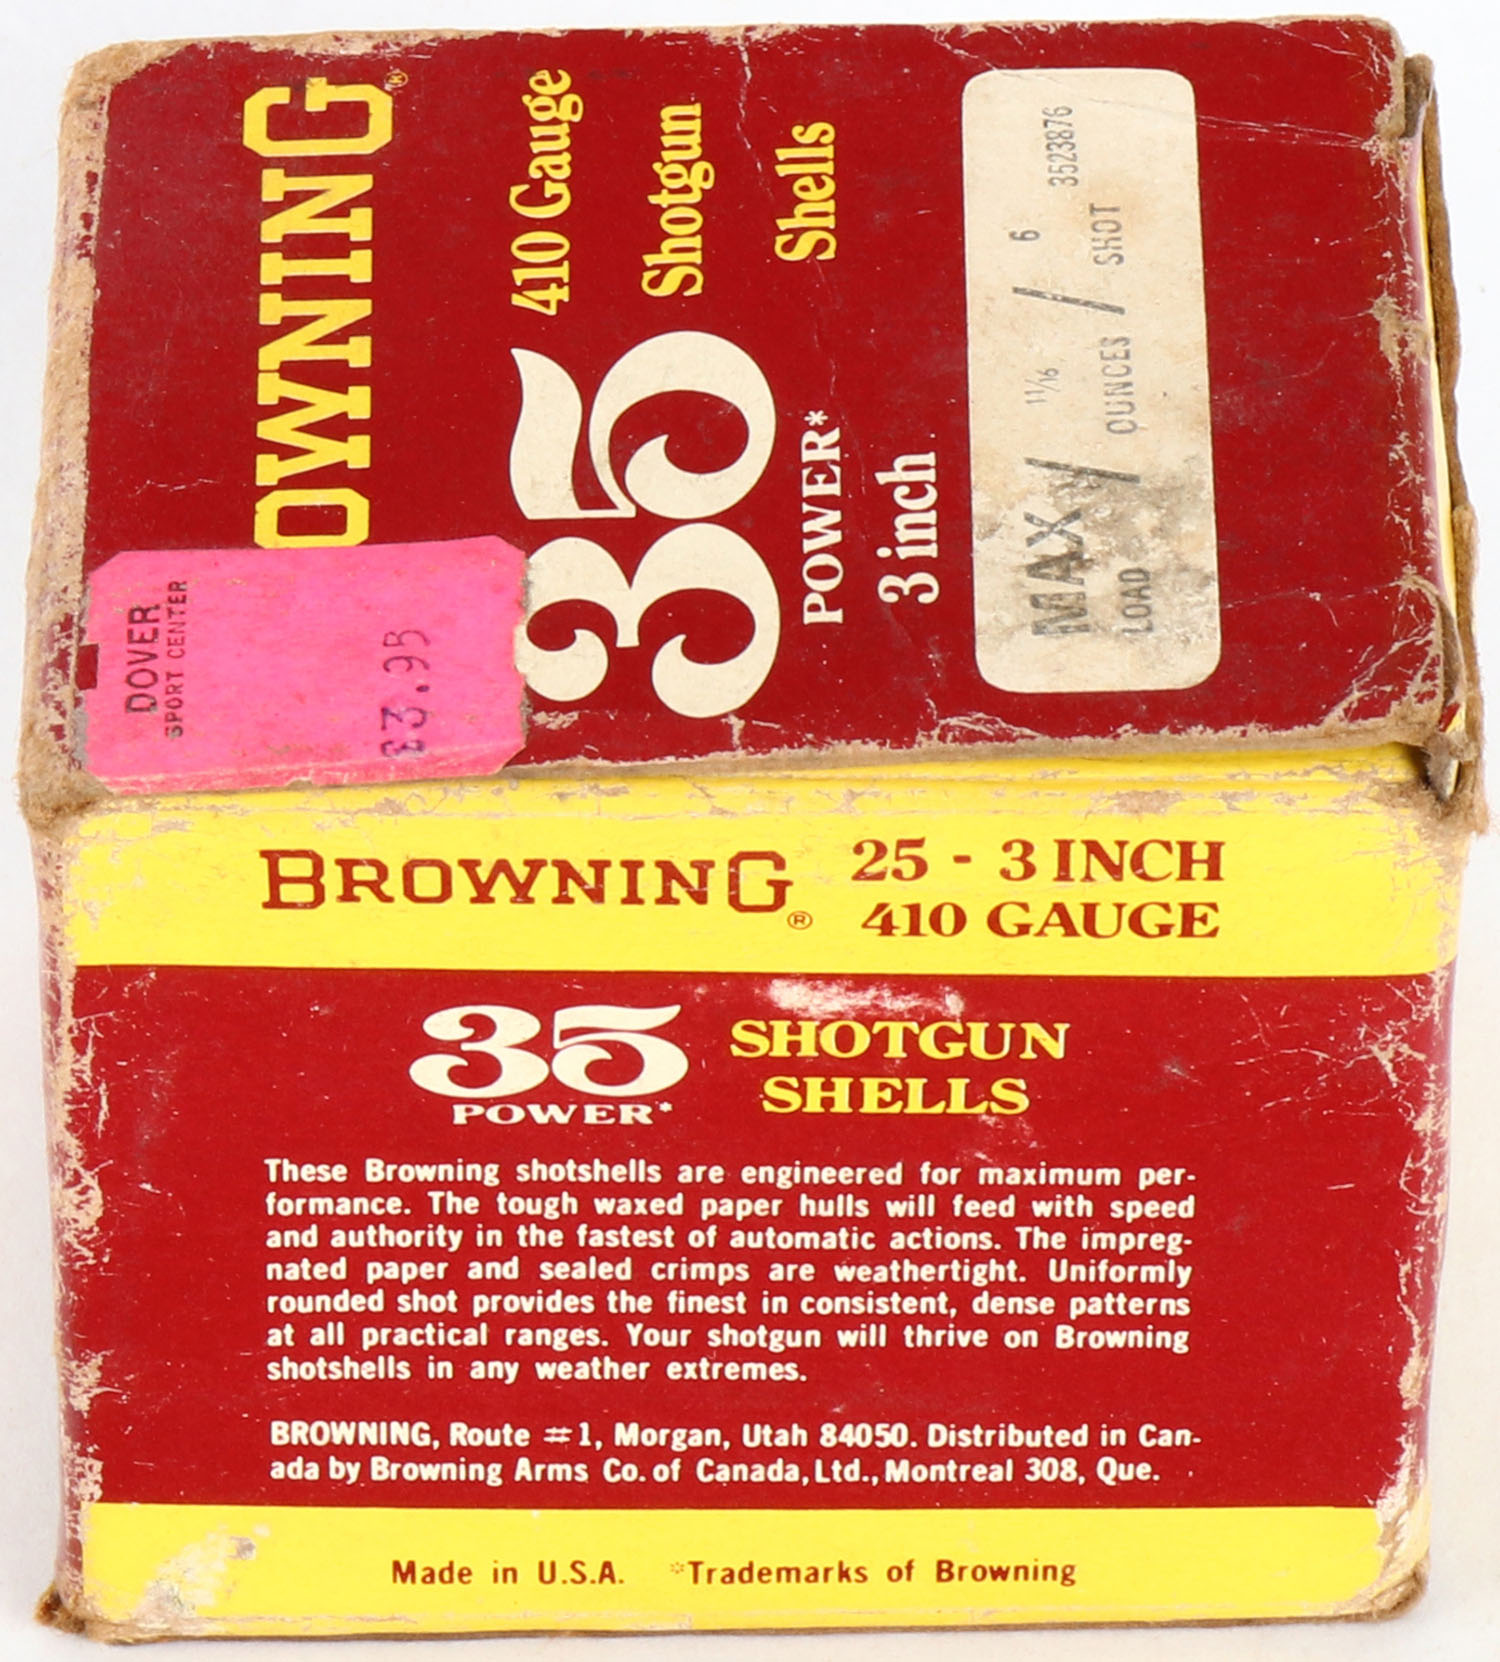 OWNING®
410 Gauge
Shotgun
Shells
35
POWER*
3 inch
MAX / 11/16 / 6 3523876
LOAD / OUNCES / SHOT
DOVER
SPORT CENTER
$3.95
BROWNING®
25 - 3 INCH
410 GAUGE
35
POWER*
SHOTGUN
SHELLS
These Browning shotshells are engineered for maximum per-
formance. The tough waxed paper hulls will feed with speed
and authority in the fastest of automatic actions. The impreg-
nated paper and sealed crimps are weathertight. Uniformly
rounded shot provides the finest in consistent, dense patterns
at all practical ranges. Your shotgun will thrive on Browning
shotshells in any weather extremes.
BROWNING, Route #1, Morgan, Utah 84050. Distributed in Can-
ada by Browning Arms Co. of Canada, Ltd., Montreal 308, Que.
Made in U.S.A. *Trademarks of Browning